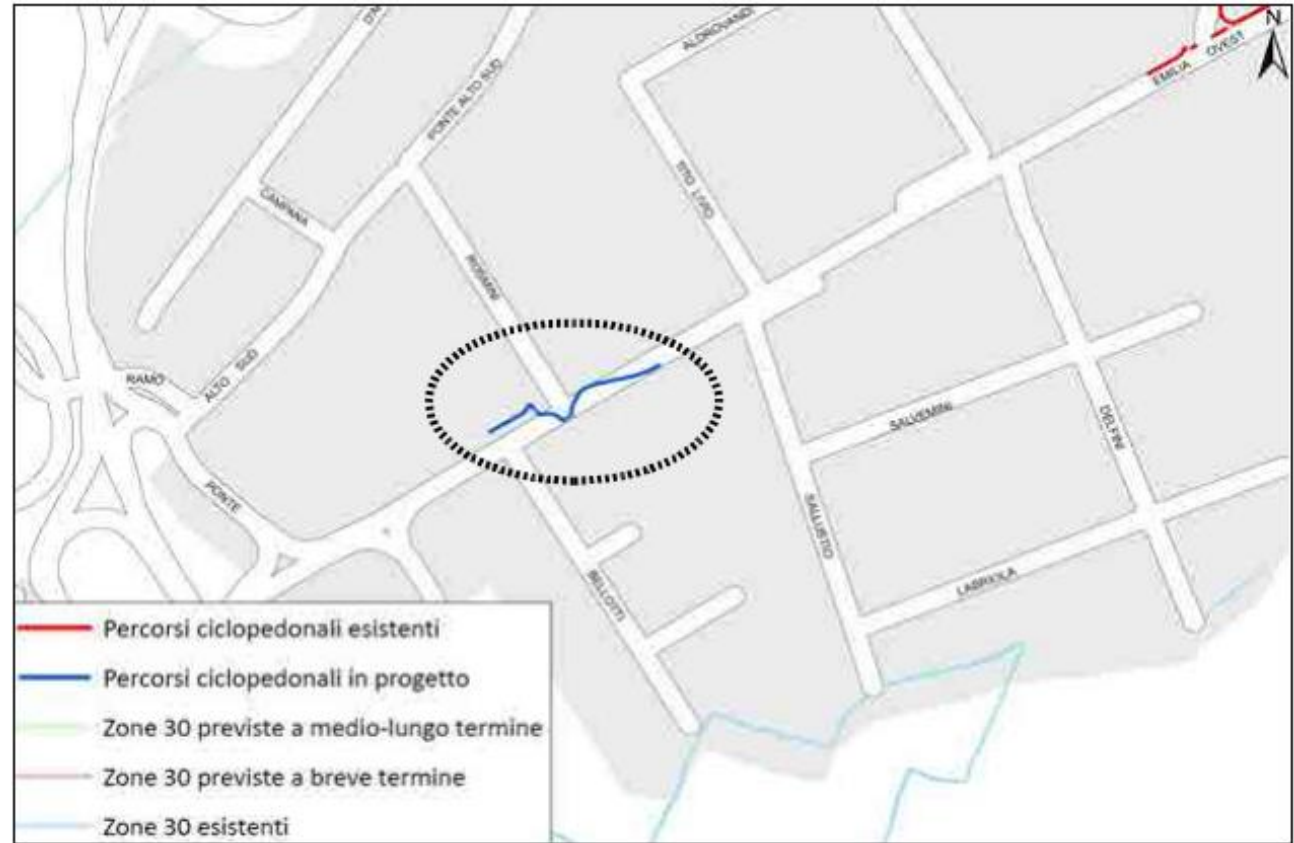 N
EMILIA OVEST
ALDROVANDI
PONTE ALTO SUD
TITO LIVIO
CAMPANA
ROSMINI
RAMO
ALTO SUD
PONTE
SALVEMINI
DELFINI
SALLUSTIO
LABRIOLA
BELLOTTI
Percorsi ciclopedonali esistenti
Percorsi ciclopedonali in progetto
Zone 30 previste a medio-lungo termine
Zone 30 previste a breve termine
Zone 30 esistenti